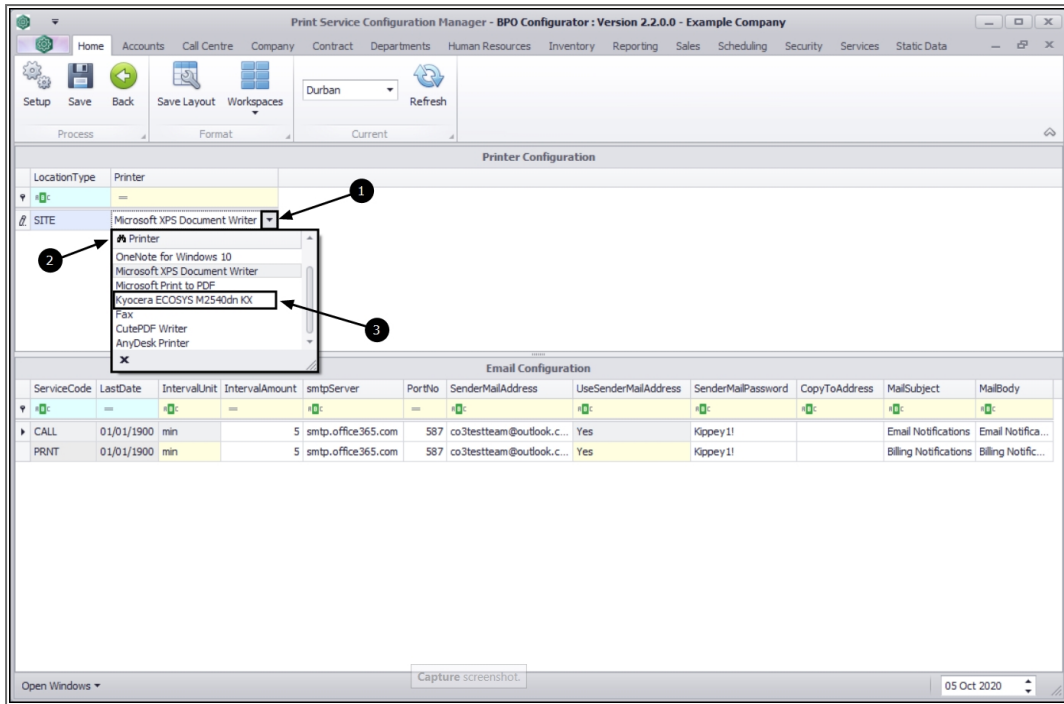 Print Service Configuration Manager - BPO Configurator : Version 2.2.0.0 - Example Company
Home Accounts Call Centre Company Contract Departments Human Resources Inventory Reporting Sales Scheduling Security Services Static Data
Setup Save Back Save Layout Workspaces Durban Refresh
Process Format Current
Printer Configuration
LocationType Printer
SITE Microsoft XPS Document Writer
1
2
3
Printer
OneNote for Windows 10
Microsoft XPS Document Writer
Microsoft Print to PDF
Kyocera ECOSYS M2540dn KX
Fax
CutePDF Writer
AnyDesk Printer
Email Configuration
ServiceCode LastDate IntervalUnit IntervalAmount smtpServer PortNo SenderMailAddress UseSenderMailAddress SenderMailPassword CopyToAddress MailSubject MailBody
CALL 01/01/1900 min 5 smtp.office365.com 587 co3testteam@outlook.c... Yes Kippey1! Email Notifications Email Notifica...
PRNT 01/01/1900 min 5 smtp.office365.com 587 co3testteam@outlook.c... Yes Kippey1! Billing Notifications Billing Notific...
Capture screenshot.
Open Windows 05 Oct 2020